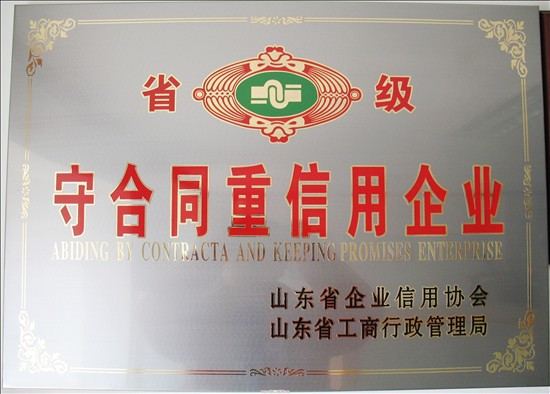 省 级
守合同重信用企业
ABIDING BY CONTRACTA AND KEEPING PROMISES ENTERPRISE
山东省企业信用协会
山东省工商行政管理局